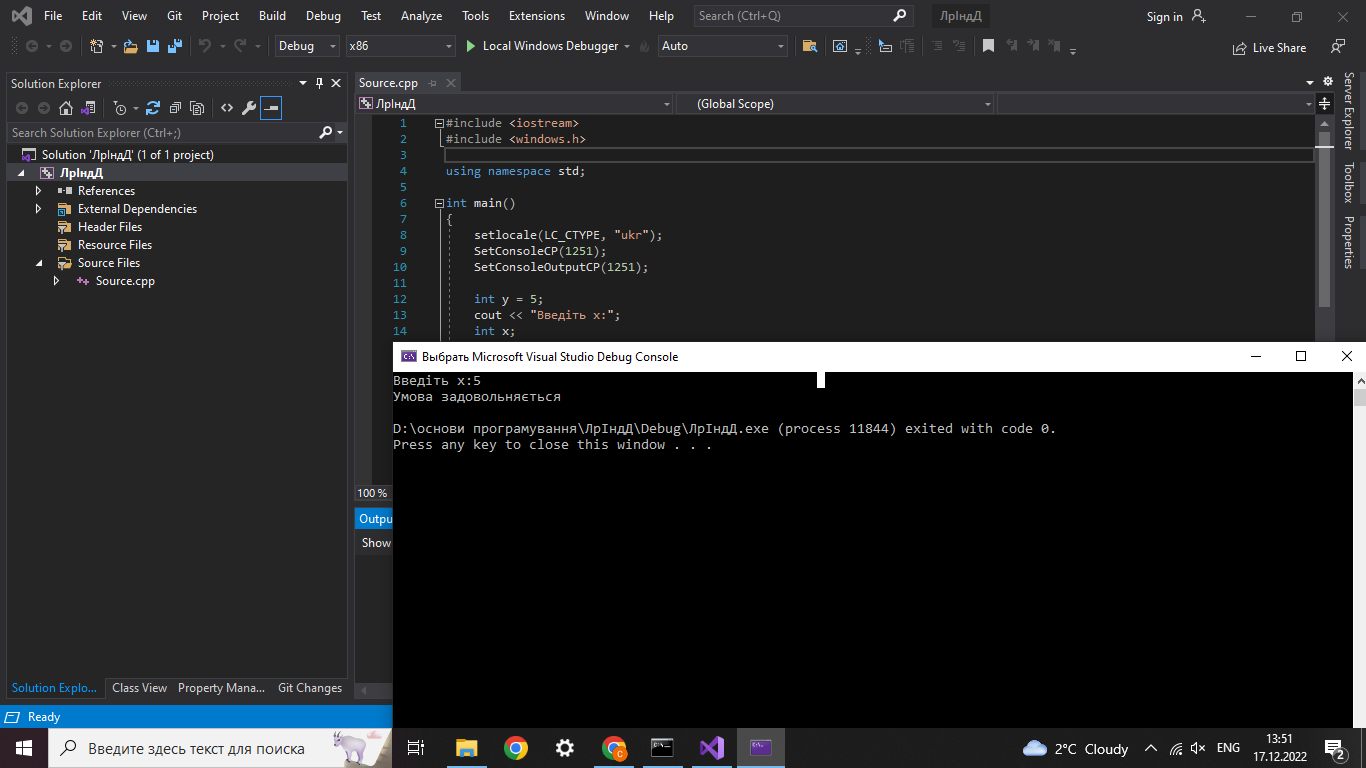 File Edit View Git Project Build Debug Test Analyze Tools Extensions Window Help Search (Ctrl+Q) ЛрІндД Sign in
Debug x86 Local Windows Debugger Auto Live Share
Solution Explorer
Search Solution Explorer (Ctrl+;)
Solution 'ЛрІндД' (1 of 1 project)
ЛрІндД
References
External Dependencies
Header Files
Resource Files
Source Files
Source.cpp
Solution Explo... Class View Property Mana... Git Changes
Source.cpp
ЛрІндД (Global Scope)
1 #include <iostream>
2 #include <windows.h>
3
4 using namespace std;
5
6 int main()
7 {
8 setlocale(LC_CTYPE, "ukr");
9 SetConsoleCP(1251);
10 SetConsoleOutputCP(1251);
11
12 int y = 5;
13 cout << "Введіть x:";
14 int x;
100 %
Outpu
Show
Server Explorer
Toolbox
Properties
Выбрать Microsoft Visual Studio Debug Console
Введіть x:5
Умова задовольняється
D:\основи програмування\ЛрІндД\Debug\ЛрІндД.exe (process 11844) exited with code 0.
Press any key to close this window . . .
Ready
Введите здесь текст для поиска
2°C Cloudy ENG
13:51
17.12.2022
2